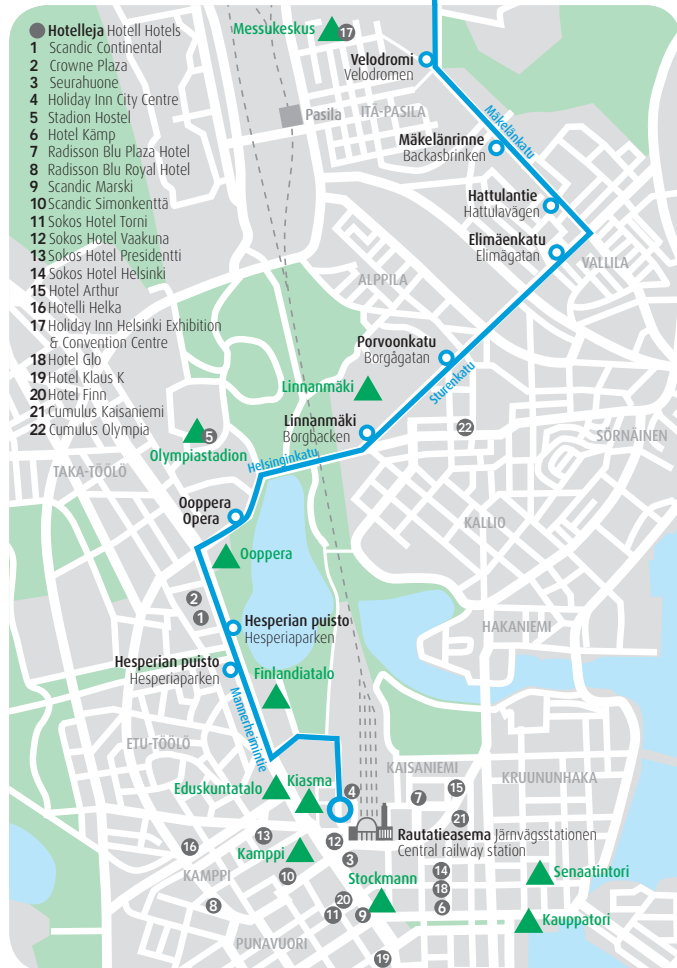 Hotelleja Hotell Hotels
1 Scandic Continental
2 Crowne Plaza
3 Seurahuone
4 Holiday Inn City Centre
5 Stadion Hostel
6 Hotel Kämp
7 Radisson Blu Plaza Hotel
8 Radisson Blu Royal Hotel
9 Scandic Marski
10 Scandic Simonkenttä
11 Sokos Hotel Torni
12 Sokos Hotel Vaakuna
13 Sokos Hotel Presidentti
14 Sokos Hotel Helsinki
15 Hotel Arthur
16 Hotelli Helka
17 Holiday Inn Helsinki Exhibition
& Convention Centre
18 Hotel Glo
19 Hotel Klaus K
20 Hotel Finn
21 Cumulus Kaisaniemi
22 Cumulus Olympia
Messukeskus
17
Velodromi
Velodromen
Pasila
ITÄ-PASILA
Mäkelänkatu
Mäkelänrinne
Backasbrinken
Hattulantie
Hattulavägen
Elimäenkatu
Elimägatan
VALLILA
ALPPILA
Porvoonkatu
Borgågatan
Sturenkatu
Linnanmäki
Linnanmäki
Borgbacken
22
SÖRNÄINEN
5
Olympiastadion
TAKA-TÖÖLÖ
Helsinginkatu
Ooppera
Opera
KALLIO
Ooppera
2
1
Hesperian puisto
Hesperiaparken
HAKANIEMI
Hesperian puisto
Hesperiaparken
Finlandiatalo
Mannerheimintie
ETU-TÖÖLÖ
KAISANIEMI
KRUUNUNHAKA
Eduskuntatalo
Kiasma
4
7
15
21
13
12
Rautatieasema Järnvägsstationen
Central railway station
16
Kamppi
3
KAMPPI
10
Stockmann
14
18
Senaatintori
8
20
11
9
6
Kauppatori
PUNAVUORI
19